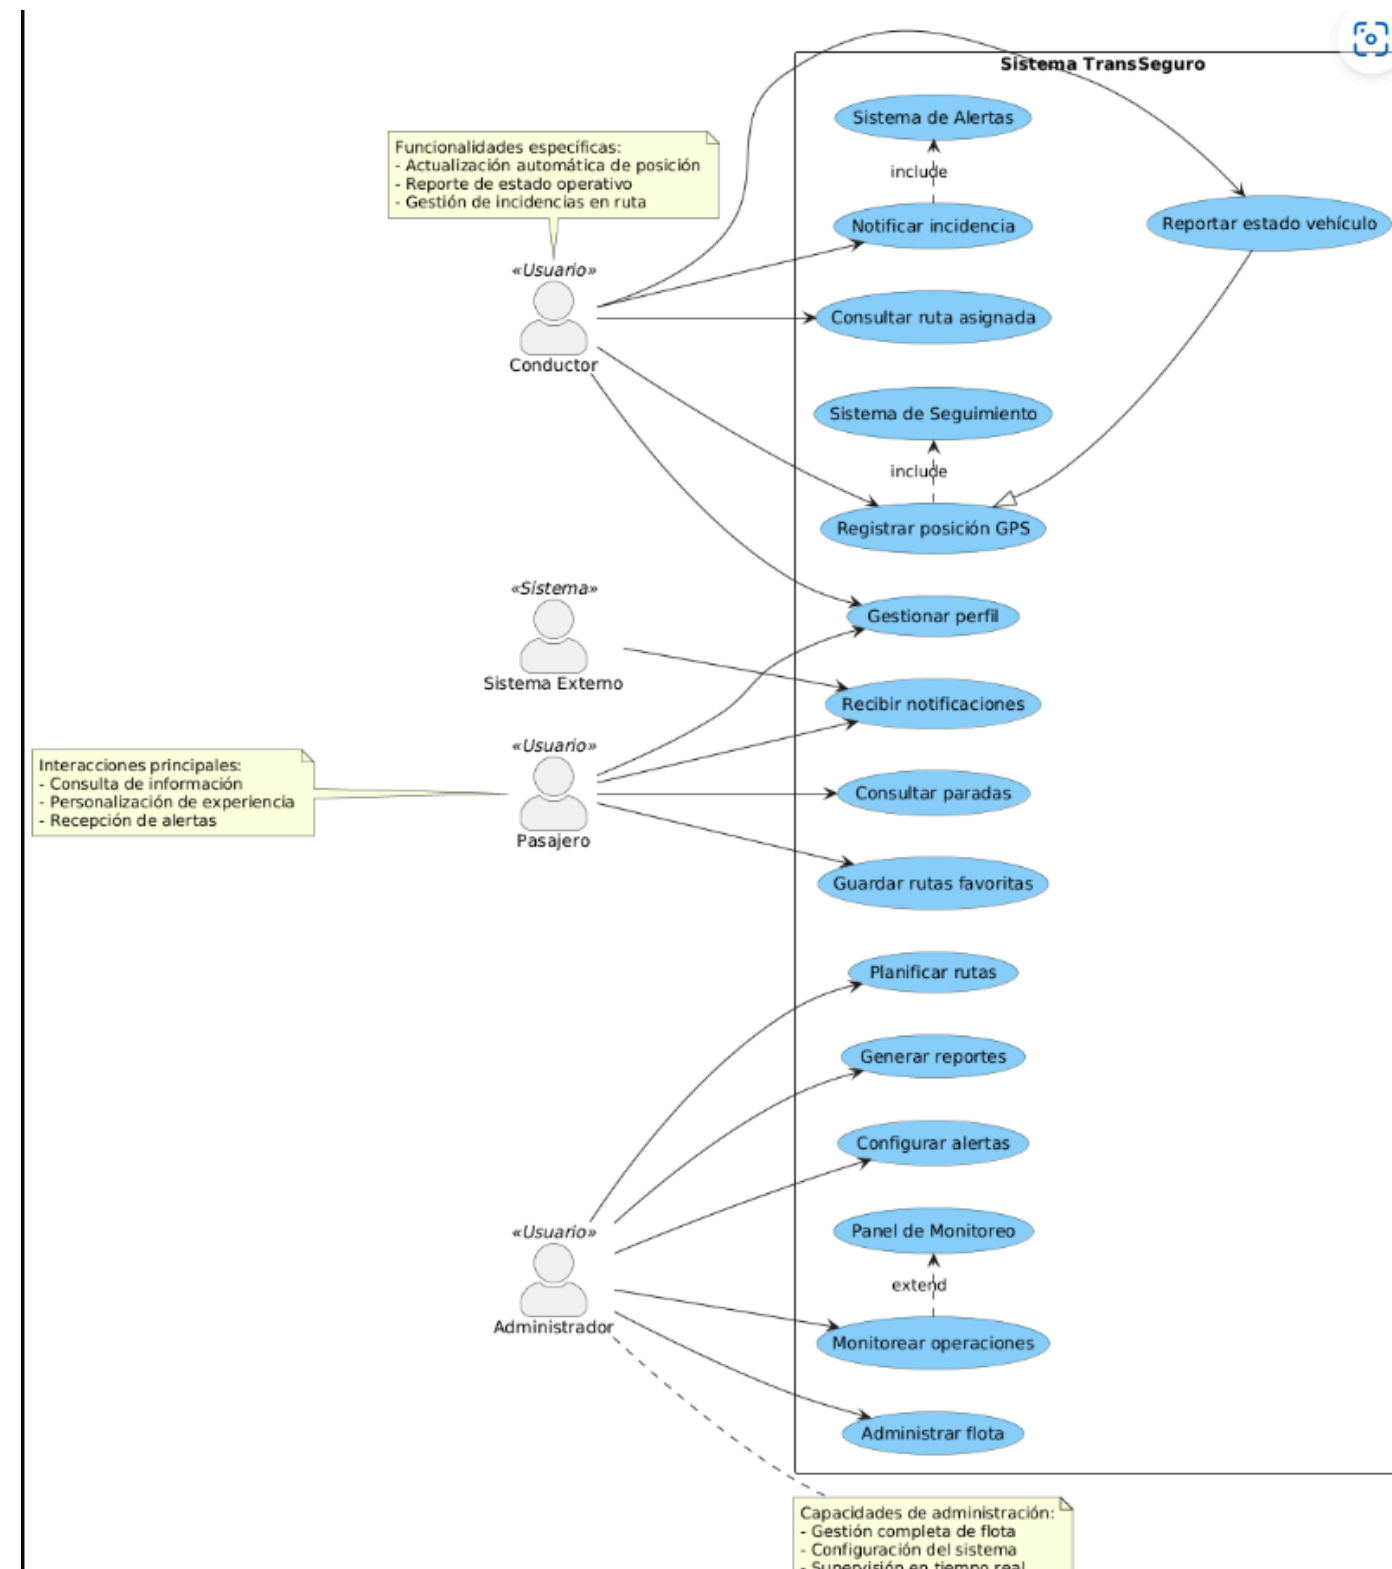 Sistema TransSeguro
Sistema de Alertas
Funcionalidades específicas:
- Actualización automática de posición
- Reporte de estado operativo
- Gestión de incidencias en ruta
include
Notificar incidencia
Reportar estado vehículo
«Usuario»
Conductor
Consultar ruta asignada
Sistema de Seguimiento
include
Registrar posición GPS
«Sistema»
Sistema Externo
Gestionar perfil
Recibir notificaciones
«Usuario»
Pasajero
Interacciones principales:
- Consulta de información
- Personalización de experiencia
- Recepción de alertas
Consultar paradas
Guardar rutas favoritas
Planificar rutas
Generar reportes
Configurar alertas
«Usuario»
Administrador
Panel de Monitoreo
extend
Monitorear operaciones
Administrar flota
Capacidades de administración:
- Gestión completa de flota
- Configuración del sistema
- Supervisión en tiempo real